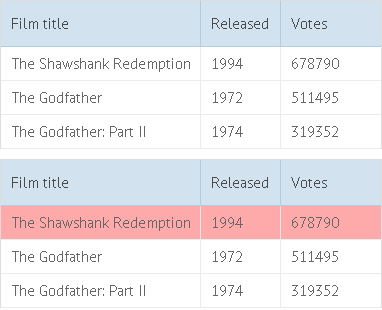 Film title Released Votes
The Shawshank Redemption 1994 678790
The Godfather 1972 511495
The Godfather: Part II 1974 319352
Film title Released Votes
The Shawshank Redemption 1994 678790
The Godfather 1972 511495
The Godfather: Part II 1974 319352